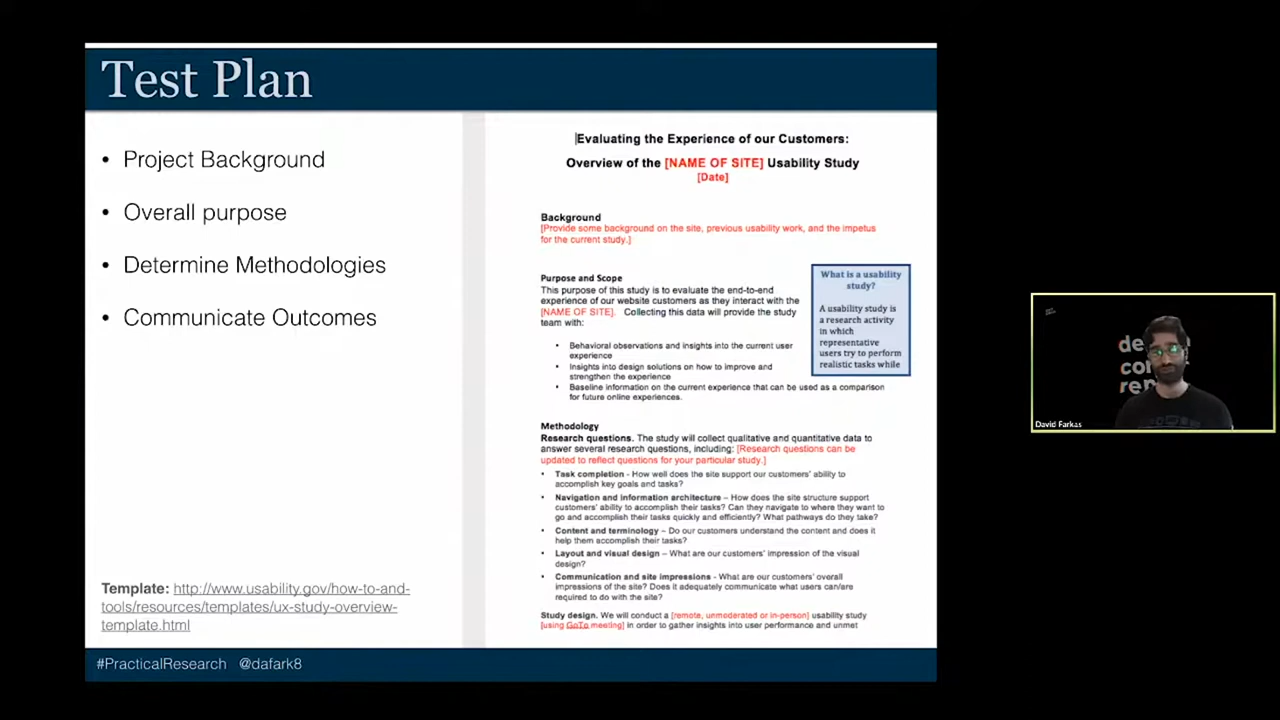 Test Plan
• Project Background
• Overall purpose
• Determine Methodologies
• Communicate Outcomes
Template: http://www.usability.gov/how-to-and-
tools/resources/templates/ux-study-overview-
template.html
Evaluating the Experience of our Customers:
Overview of the [NAME OF SITE] Usability Study
[Date]
Background
[Provide some background on the site, previous usability work, and the impetus
for the current study.]
Purpose and Scope
This purpose of this study is to evaluate the end-to-end
experience of our website customers as they interact with the
[NAME OF SITE]. Collecting this data will provide the study
team with:
• Behavioral observations and insights into the current user
experience
• Insights into design solutions on how to improve and
strengthen the experience
• Baseline information on the current experience that can be used as a comparison
for future online experiences.
What is a usability
study?
A usability study is
a research activity
in which
representative
users try to perform
realistic tasks while
Methodology
Research questions. The study will collect qualitative and quantitative data to
answer several research questions, including: [Research questions can be
updated to reflect questions for your particular study.]
• Task completion - How well does the site support our customers' ability to
accomplish key goals and tasks?
• Navigation and information architecture – How does the site structure support
customers' ability to accomplish their tasks? Can they navigate to where they want to
go and accomplish their tasks quickly and efficiently? What pathways do they take?
• Content and terminology – Do our customers understand the content and does it
help them accomplish their tasks?
• Layout and visual design – What are our customers' impression of the visual
design?
• Communication and site impressions - What are our customers' overall
impressions of the site? Does it adequately communicate what users can/are
required to do with the site?
Study design. We will conduct a [remote, unmoderated or in-person] usability study
[using GoTo meeting] in order to gather insights into user performance and unmet
#PracticalResearch @dafark8
de
co
re
David Farkas